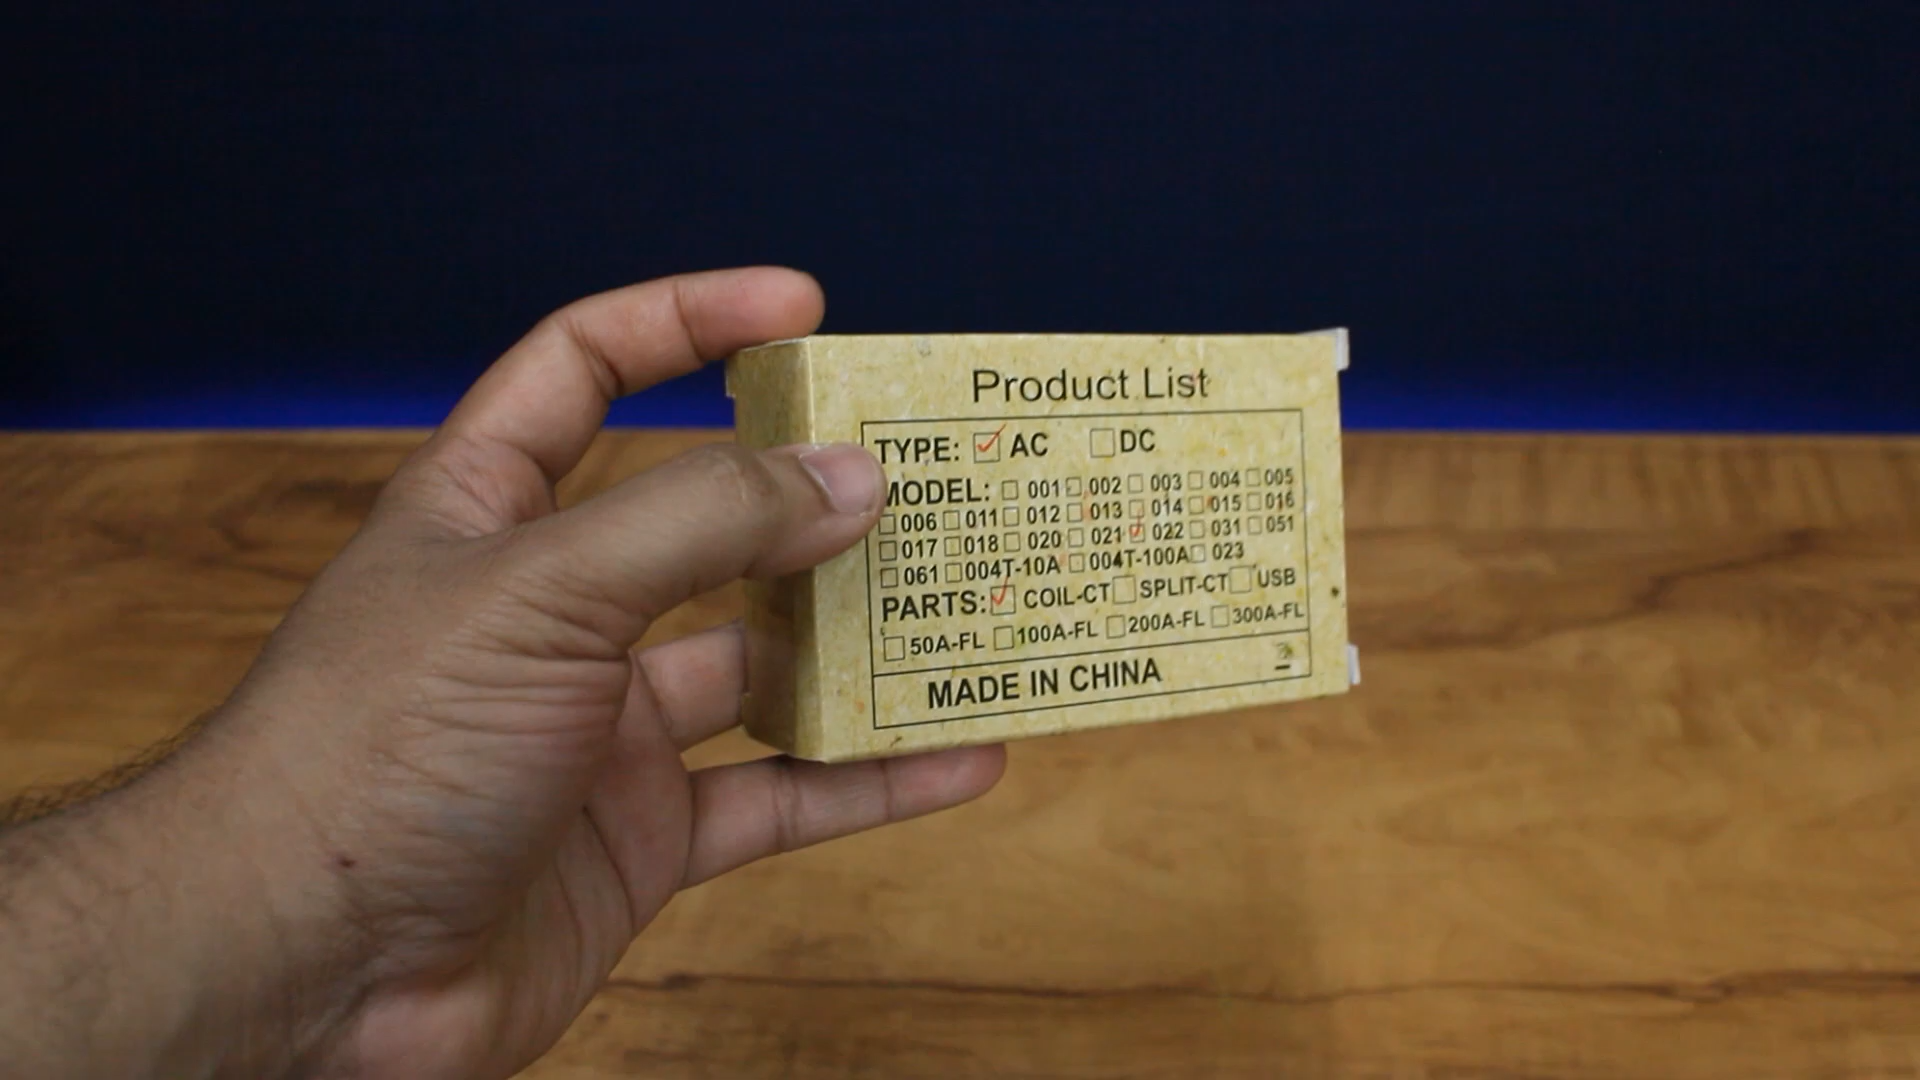 Product List
TYPE: ☑ AC ☐ DC
MODEL: ☐ 001 ☐ 002 ☐ 003 ☐ 004 ☐ 005
☐ 006 ☐ 011 ☐ 012 ☐ 013 ☐ 014 ☐ 015 ☐ 016
☐ 017 ☐ 018 ☐ 020 ☐ 021 ☑ 022 ☐ 031 ☐ 051
☐ 061 ☐ 004T-10A ☐ 004T-100A ☐ 023
PARTS: ☑ COIL-CT ☐ SPLIT-CT ☐ USB
☐ 50A-FL ☐ 100A-FL ☐ 200A-FL ☐ 300A-FL
MADE IN CHINA